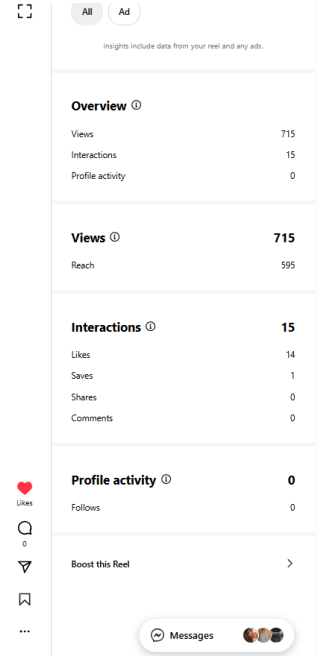 All Ad
Insights include data from your reel and any ads.
Overview
Views 715
Interactions 15
Profile activity 0
Views 715
Reach 595
Interactions 15
Likes 14
Saves 1
Shares 0
Comments 0
Profile activity 0
Follows 0
Likes
0
Boost this Reel
Messages